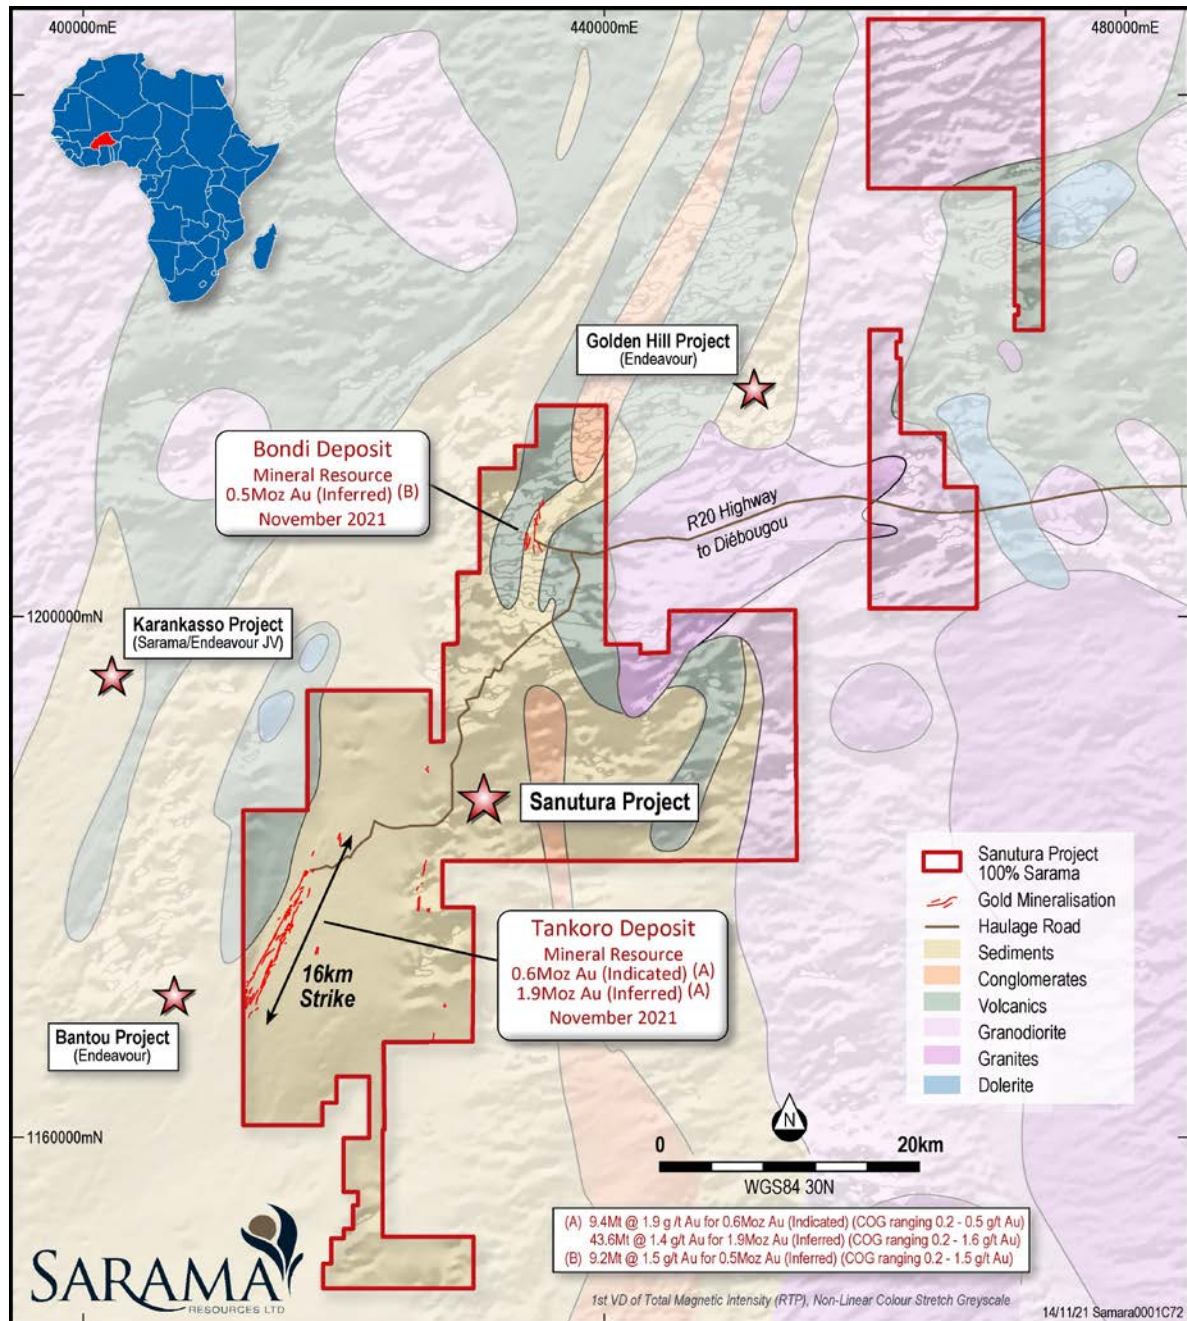 400000mE
440000mE
480000mE
Golden Hill Project
(Endeavour)
Bondi Deposit
Mineral Resource
0.5Moz Au (Inferred) (B)
November 2021
R20 Highway
to Diébougou
1200000mN
Karankasso Project
(Sarama/Endeavour JV)
Sanutura Project
Tankoro Deposit
Mineral Resource
0.6Moz Au (Indicated) (A)
1.9Moz Au (Inferred) (A)
November 2021
16km
Strike
Bantou Project
(Endeavour)
Sanutura Project
100% Sarama
Gold Mineralisation
Haulage Road
Sediments
Conglomerates
Volcanics
Granodiorite
Granites
Dolerite
1160000mN
N
0 20km
WGS84 30N
(A) 9.4Mt @ 1.9 g/t Au for 0.6Moz Au (Indicated) (COG ranging 0.2 - 0.5 g/t Au)
43.6Mt @ 1.4 g/t Au for 1.9Moz Au (Inferred) (COG ranging 0.2 - 1.6 g/t Au)
(B) 9.2Mt @ 1.5 g/t Au for 0.5Moz Au (Inferred) (COG ranging 0.2 - 1.5 g/t Au)
SARAMA
RESOURCES LTD
1st VD of Total Magnetic Intensity (RTP), Non-Linear Colour Stretch Greyscale
14/11/21 Samara0001C72